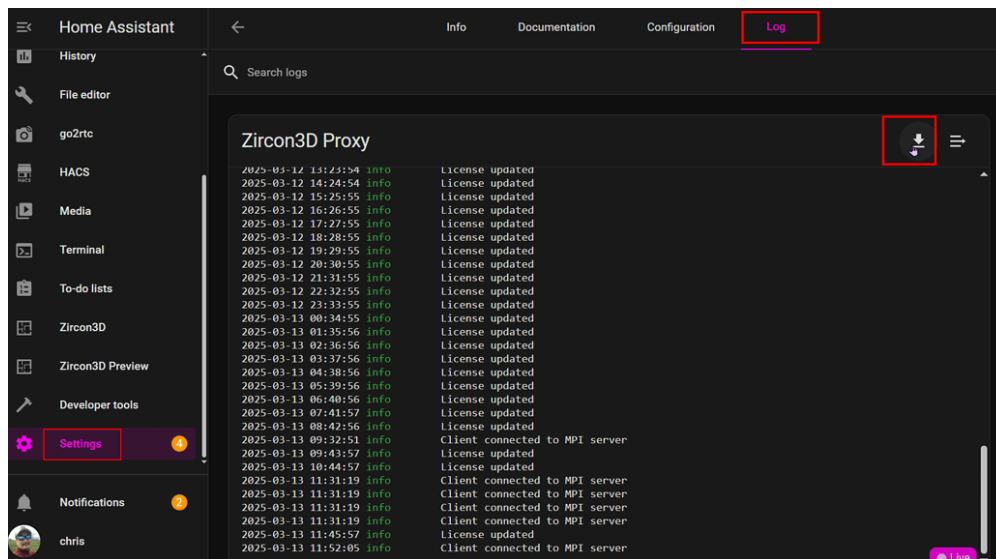 Home Assistant
Info
Documentation
Configuration
Log
History
Search logs
File editor
go2rtc
HACS
HACS
Media
Terminal
To-do lists
Zircon3D
Zircon3D Preview
Developer tools
Settings
4
Notifications
2
chris
Zircon3D Proxy
2025-03-12 13:23:54 info License updated
2025-03-12 14:24:54 info License updated
2025-03-12 15:25:55 info License updated
2025-03-12 16:26:55 info License updated
2025-03-12 17:27:55 info License updated
2025-03-12 18:28:55 info License updated
2025-03-12 19:29:55 info License updated
2025-03-12 20:30:55 info License updated
2025-03-12 21:31:55 info License updated
2025-03-12 22:32:55 info License updated
2025-03-12 23:33:55 info License updated
2025-03-13 00:34:55 info License updated
2025-03-13 01:35:56 info License updated
2025-03-13 02:36:56 info License updated
2025-03-13 03:37:56 info License updated
2025-03-13 04:38:56 info License updated
2025-03-13 05:39:56 info License updated
2025-03-13 06:40:56 info License updated
2025-03-13 07:41:57 info License updated
2025-03-13 08:42:56 info License updated
2025-03-13 09:32:51 info Client connected to MPI server
2025-03-13 09:43:57 info License updated
2025-03-13 10:44:57 info License updated
2025-03-13 11:31:19 info Client connected to MPI server
2025-03-13 11:31:19 info Client connected to MPI server
2025-03-13 11:31:19 info Client connected to MPI server
2025-03-13 11:31:19 info Client connected to MPI server
2025-03-13 11:45:57 info License updated
2025-03-13 11:52:05 info Client connected to MPI server
Live